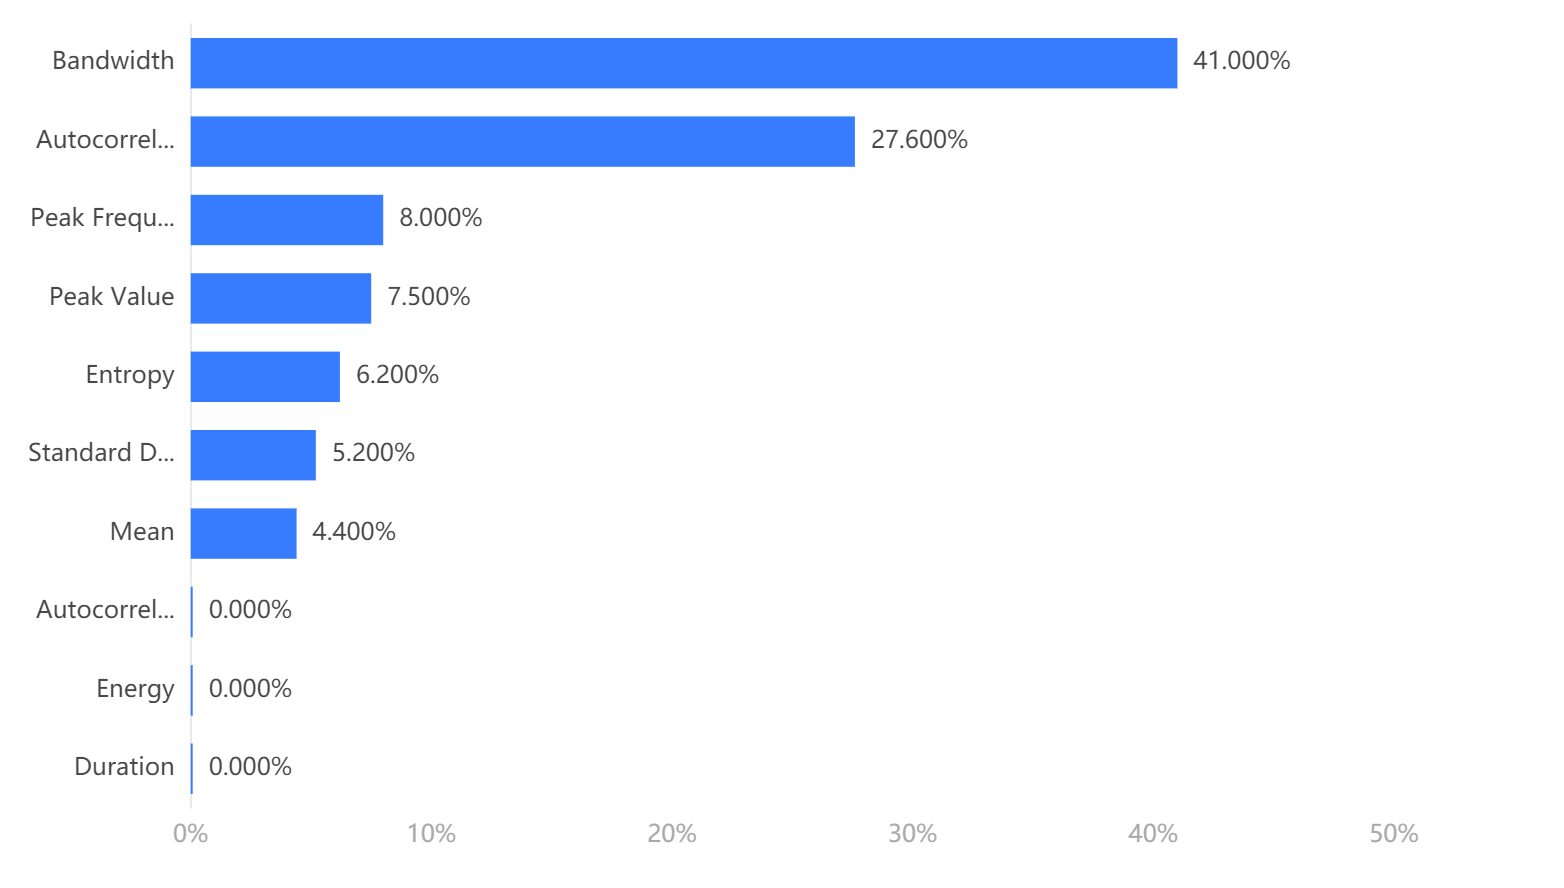 Bandwidth 41.000%
Autocorrel... 27.600%
Peak Frequ... 8.000%
Peak Value 7.500%
Entropy 6.200%
Standard D... 5.200%
Mean 4.400%
Autocorrel... 0.000%
Energy 0.000%
Duration 0.000%
0% 10% 20% 30% 40% 50%